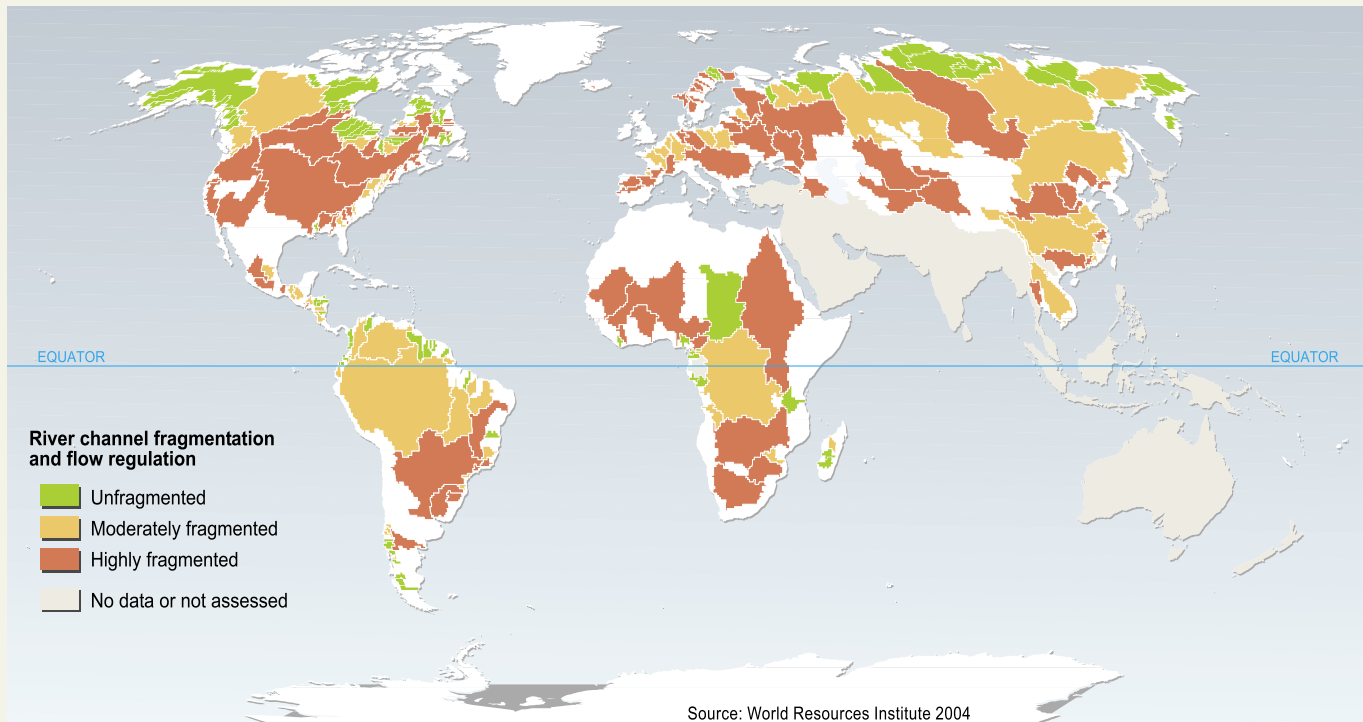 EQUATOR
EQUATOR
River channel fragmentation
and flow regulation
Unfragmented
Moderately fragmented
Highly fragmented
No data or not assessed
Source: World Resources Institute 2004